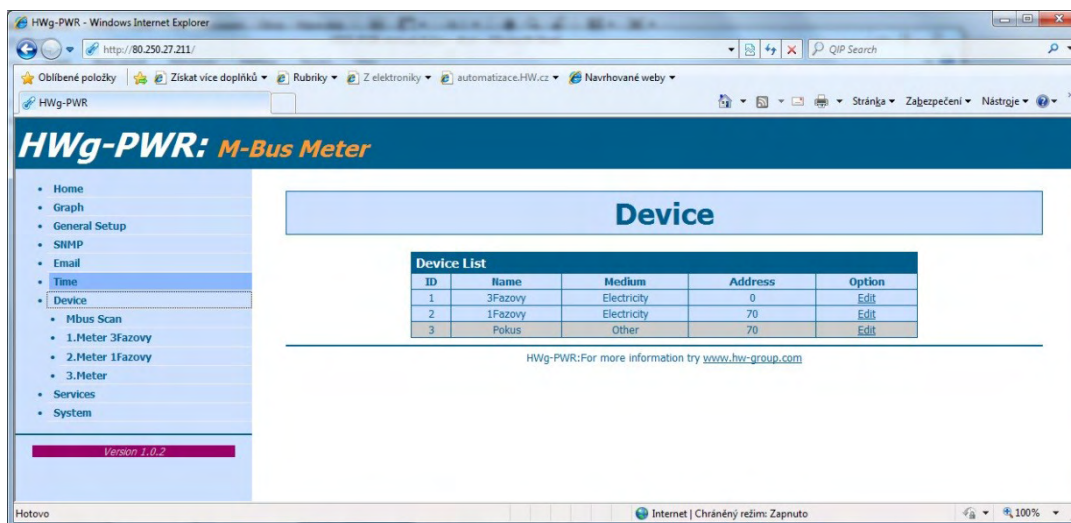 HWg-PWR - Windows Internet Explorer
http://80.250.27.211/
QIP Search
Oblíbené položky
Získat více doplňků
Rubriky
Z elektroniky
automatizace.HW.cz
Navrhované weby
HWg-PWR
Stránka
Zabezpečení
Nástroje
HWg-PWR: M-Bus Meter
Home
Graph
General Setup
SNMP
Email
Time
Device
Mbus Scan
1.Meter 3Fazovy
2.Meter 1Fazovy
3.Meter
Services
System
Version 1.0.2
Device
Device List
ID Name Medium Address Option
1 3Fazovy Electricity 0 Edit
2 1Fazovy Electricity 70 Edit
3 Pokus Other 70 Edit
HWg-PWR:For more information try www.hw-group.com
Hotovo
Internet | Chráněný režim: Zapnuto
100%